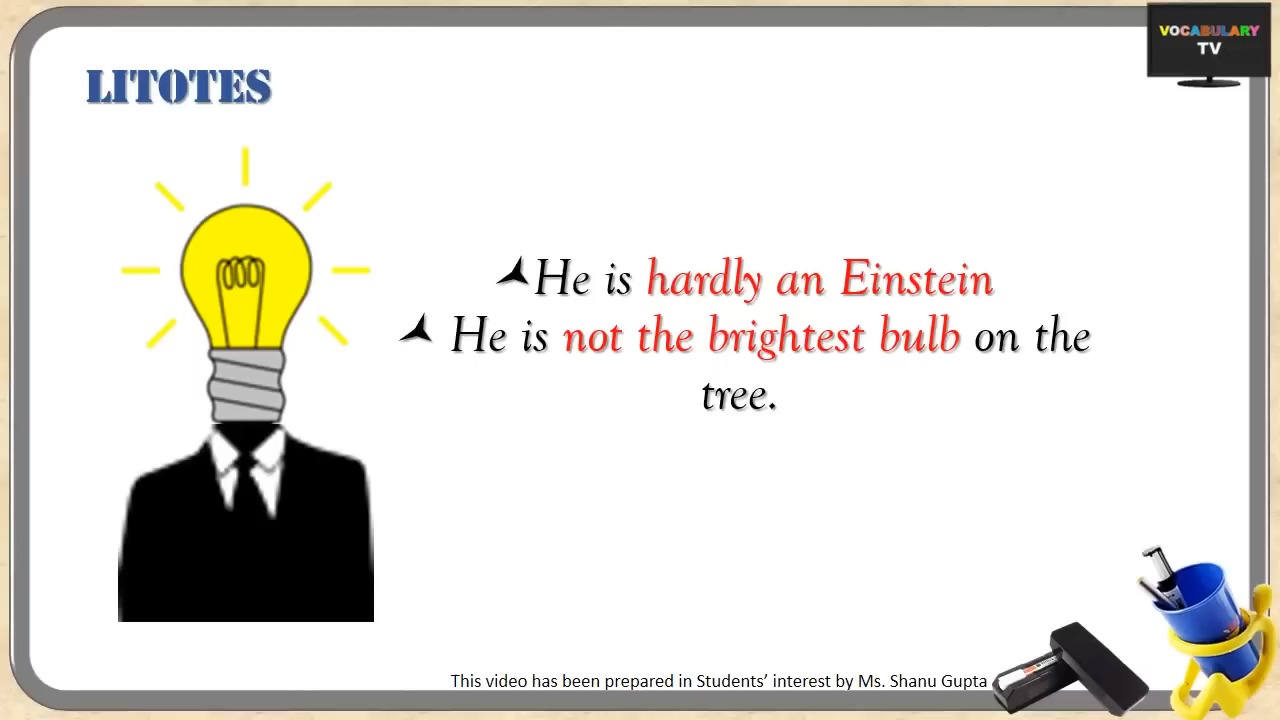 VOCABULARY
TV
LITOTES
He is hardly an Einstein
He is not the brightest bulb on the
tree.
This video has been prepared in Students’ interest by Ms. Shanu Gupta